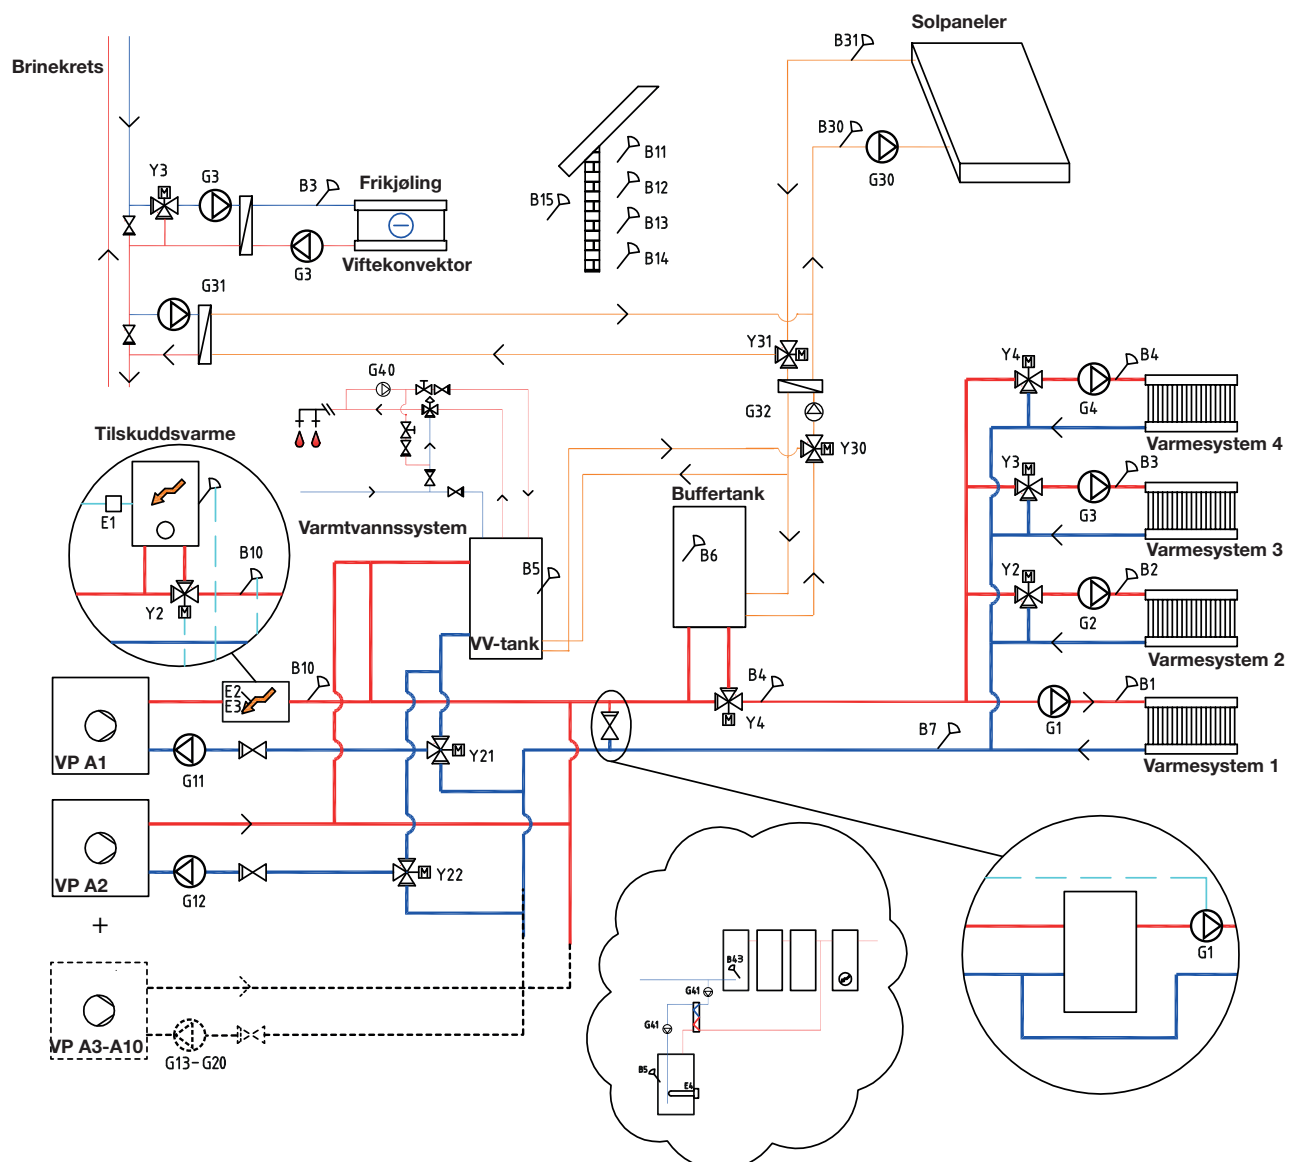 Solpaneler
Brinekrets
B31
B30
G30
Y3
G3
B3
Frikjøling
B11
B12
B15
B13
B14
G3
Viftekonvektor
G31
Y31
M
G40
G32
Y30
M
Y4
M
B4
G4
Varmesystem 4
Tilskuddsvarme
E1
B10
Y2
M
Varmtvannssystem
B5
VV-tank
Buffertank
B6
Y3
M
B3
G3
Varmesystem 3
Y2
M
B2
G2
Varmesystem 2
E2
E3
B10
B4
Y4
M
G1
B1
B7
Varmesystem 1
VP A1
G11
M
Y21
VP A2
G12
M
Y22
+
VP A3-A10
G13-G20
B43
G41
G41
B5
E4
G1
M